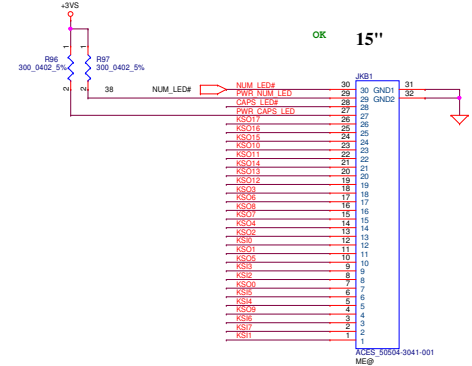 +3VS
OK 15"
R96
300_0402_5%
R97
300_0402_5%
1 1
2 2
38 NUM_LED#
JKB1
NUM_LED# 30 30 GND1 31
PWR_NUM_LED 29 29 GND2 32
CAPS_LED# 28 28
PWR_CAPS_LED 27 27
KSO17 26 26
KSO16 25 25
KSO15 24 24
KSO10 23 23
KSO11 22 22
KSO14 21 21
KSO13 20 20
KSO12 19 19
KSO3 18 18
KSO6 17 17
KSO8 16 16
KSO7 15 15
KSO4 14 14
KSO2 13 13
KSI0 12 12
KSO1 11 11
KSO5 10 10
KSI3 9 9
KSI2 8 8
KSO0 7 7
KSI5 6 6
KSI4 5 5
KSO9 4 4
KSI6 3 3
KSI7 2 2
KSI1 1 1
ACES_50504-3041-001
ME@